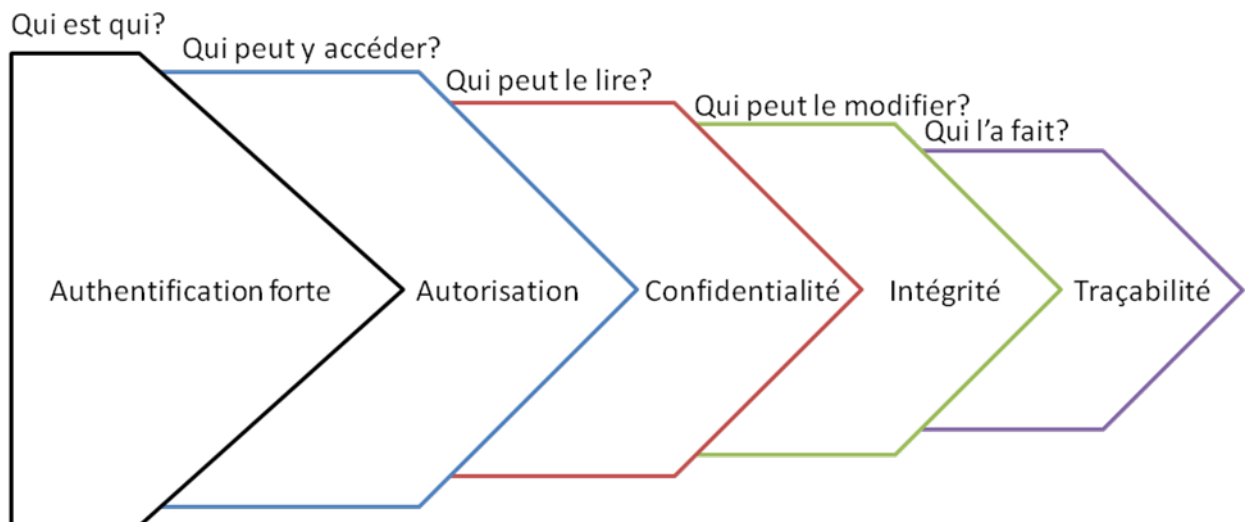 Qui est qui?
Qui peut y accéder?
Qui peut le lire?
Qui peut le modifier?
Qui l'a fait?
Authentification forte
Autorisation
Confidentialité
Intégrité
Traçabilité